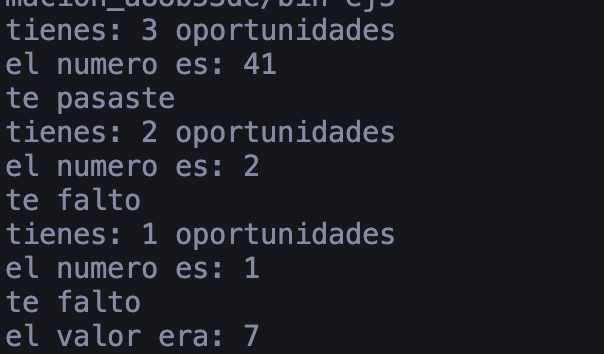 tienes: 3 oportunidades
el numero es: 41
te pasaste
tienes: 2 oportunidades
el numero es: 2
te falto
tienes: 1 oportunidades
el numero es: 1
te falto
el valor era: 7